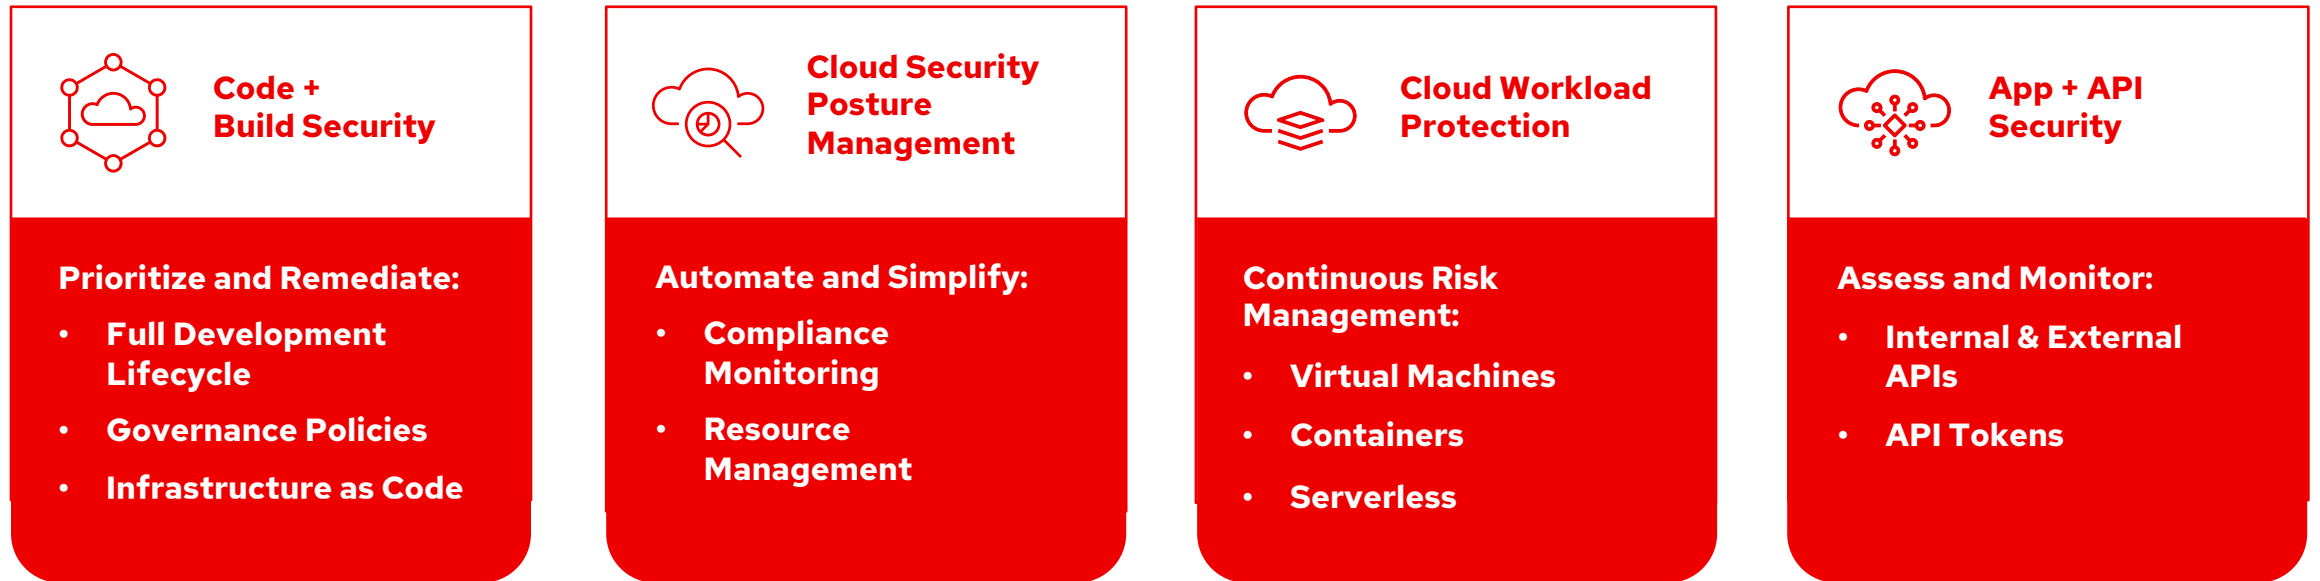 Code +
Build Security
Prioritize and Remediate:
• Full Development
Lifecycle
• Governance Policies
• Infrastructure as Code
Cloud Security
Posture
Management
Automate and Simplify:
• Compliance
Monitoring
• Resource
Management
Cloud Workload
Protection
Continuous Risk
Management:
• Virtual Machines
• Containers
• Serverless
App + API
Security
Assess and Monitor:
• Internal & External
APIs
• API Tokens